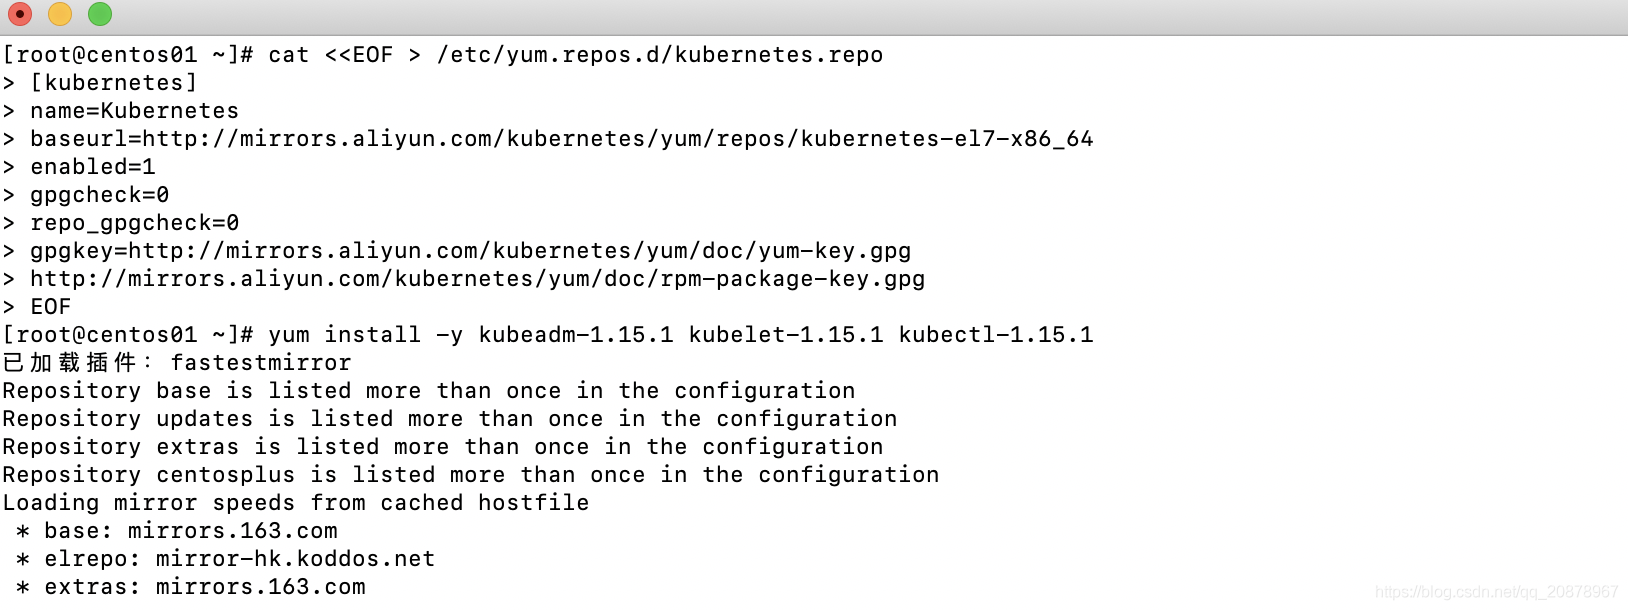 [root@centos01 ~]# cat <<EOF > /etc/yum.repos.d/kubernetes.repo
> [kubernetes]
> name=Kubernetes
> baseurl=http://mirrors.aliyun.com/kubernetes/yum/repos/kubernetes-el7-x86_64
> enabled=1
> gpgcheck=0
> repo_gpgcheck=0
> gpgkey=http://mirrors.aliyun.com/kubernetes/yum/doc/yum-key.gpg
> http://mirrors.aliyun.com/kubernetes/yum/doc/rpm-package-key.gpg
> EOF
[root@centos01 ~]# yum install -y kubeadm-1.15.1 kubelet-1.15.1 kubectl-1.15.1
已加载插件：fastestmirror
Repository base is listed more than once in the configuration
Repository updates is listed more than once in the configuration
Repository extras is listed more than once in the configuration
Repository centosplus is listed more than once in the configuration
Loading mirror speeds from cached hostfile
 * base: mirrors.163.com
 * elrepo: mirror-hk.koddos.net
 * extras: mirrors.163.com
https://blog.csdn.net/qq_20878967